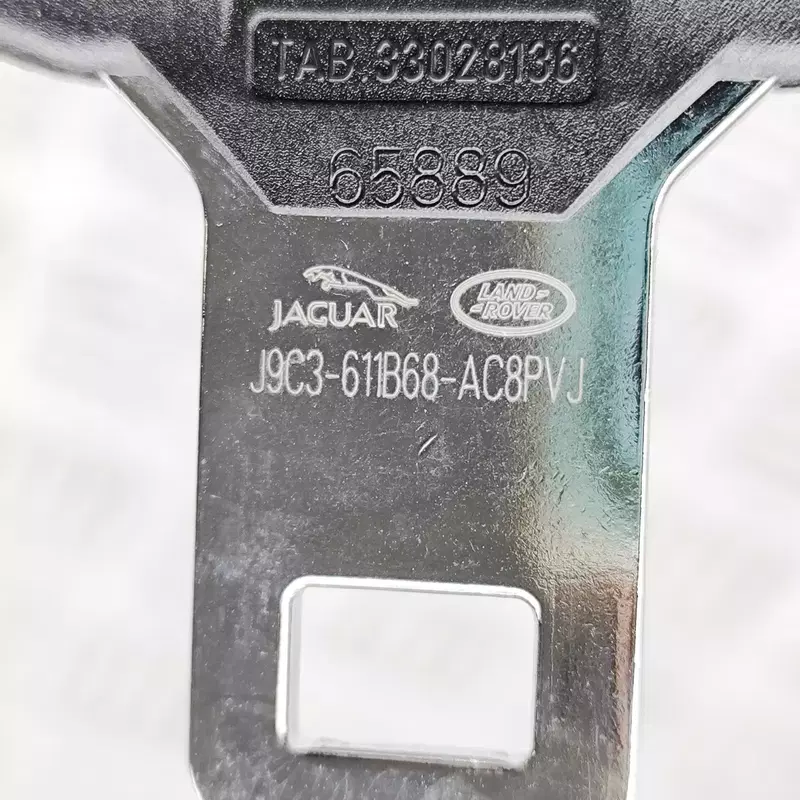 TAB.33028136
65889
JAGUAR LAND ROVER
J9C3-611B68-AC8PVJ